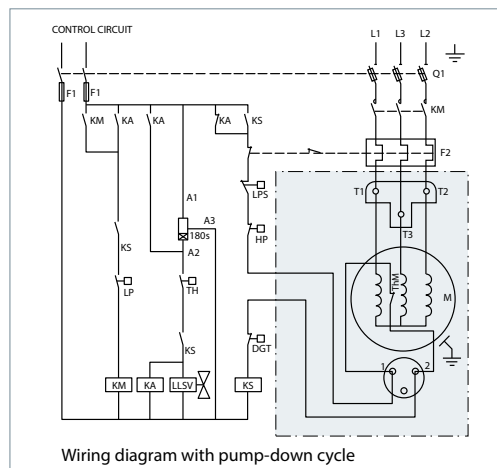 CONTROL CIRCUIT
L1 L3 L2
Q1
F1 F1
KM KA KA KA KS KM
F2
A1 A3 LPS T1 T2
180s
KS A2 HP T3
LP TH ThM M
KS DGT 1 2
KM KA LLSV KS
Wiring diagram with pump-down cycle